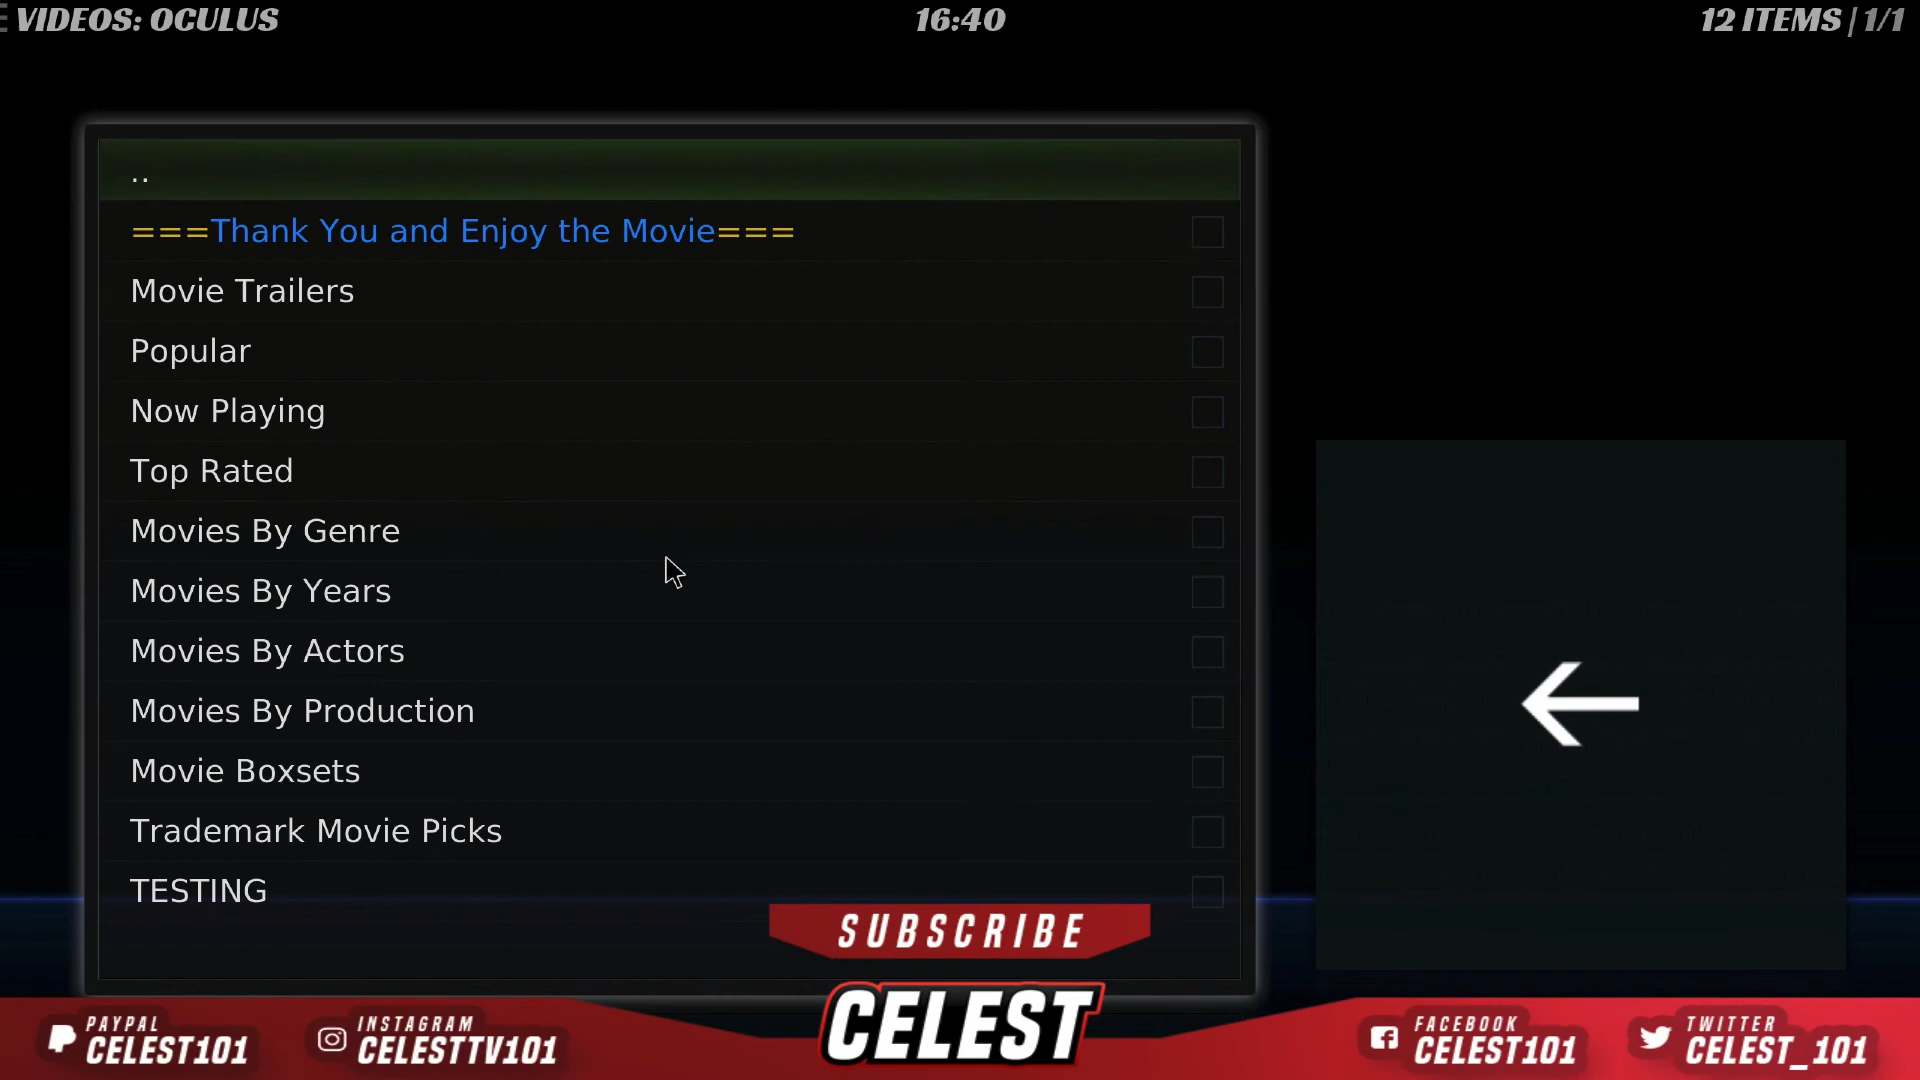 VIDEOS: OCULUS
16:40
12 ITEMS | 1/1
..
===Thank You and Enjoy the Movie===
Movie Trailers
Popular
Now Playing
Top Rated
Movies By Genre
Movies By Years
Movies By Actors
Movies By Production
Movie Boxsets
Trademark Movie Picks
TESTING
SUBSCRIBE
CELEST
PAYPAL
CELEST101
INSTAGRAM
CELESTTV101
FACEBOOK
CELEST101
TWITTER
CELEST_101